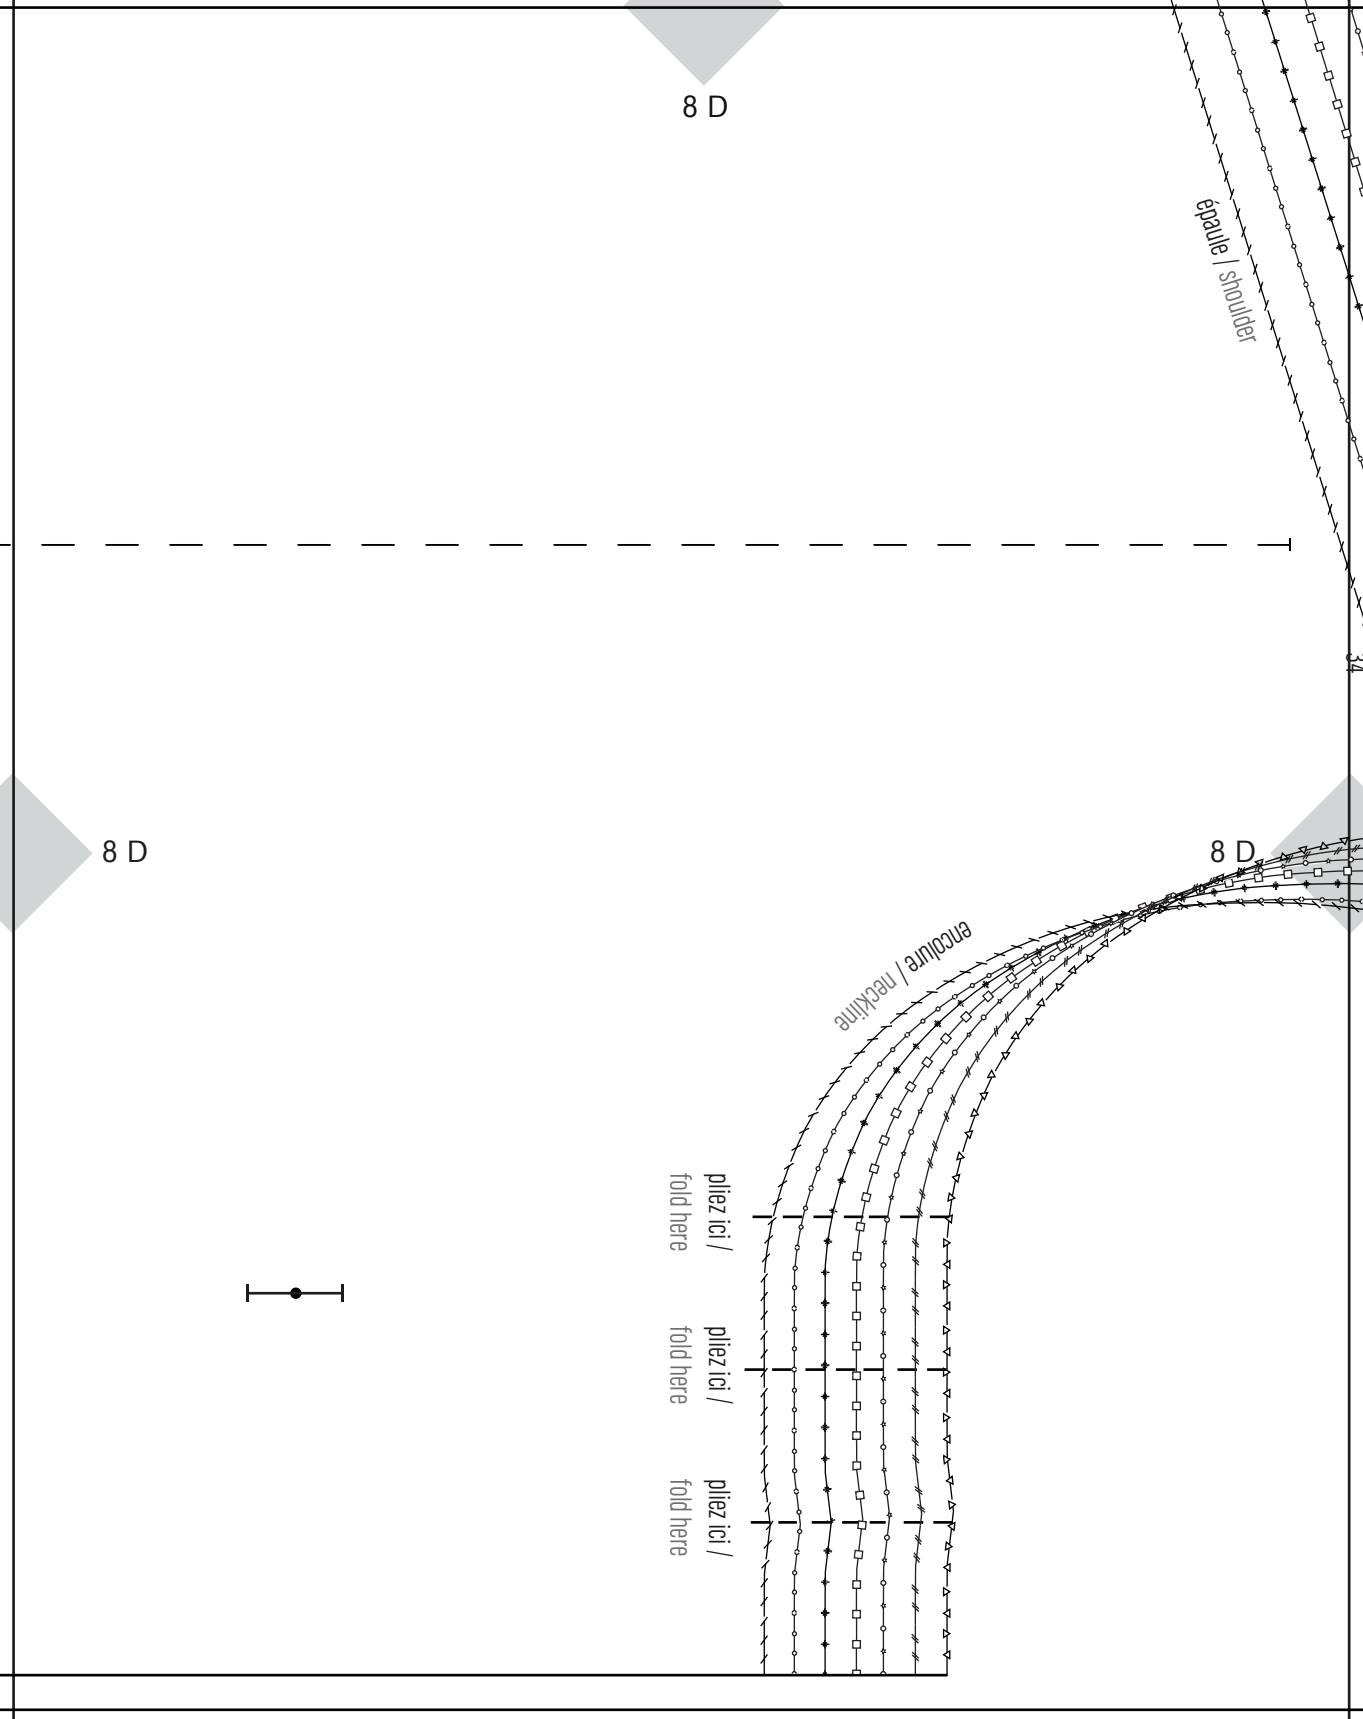 8 D
épaule / shoulder
34
8 D
8 D
encolure / neckline
pliez ici /
fold here
pliez ici /
fold here
pliez ici /
fold here